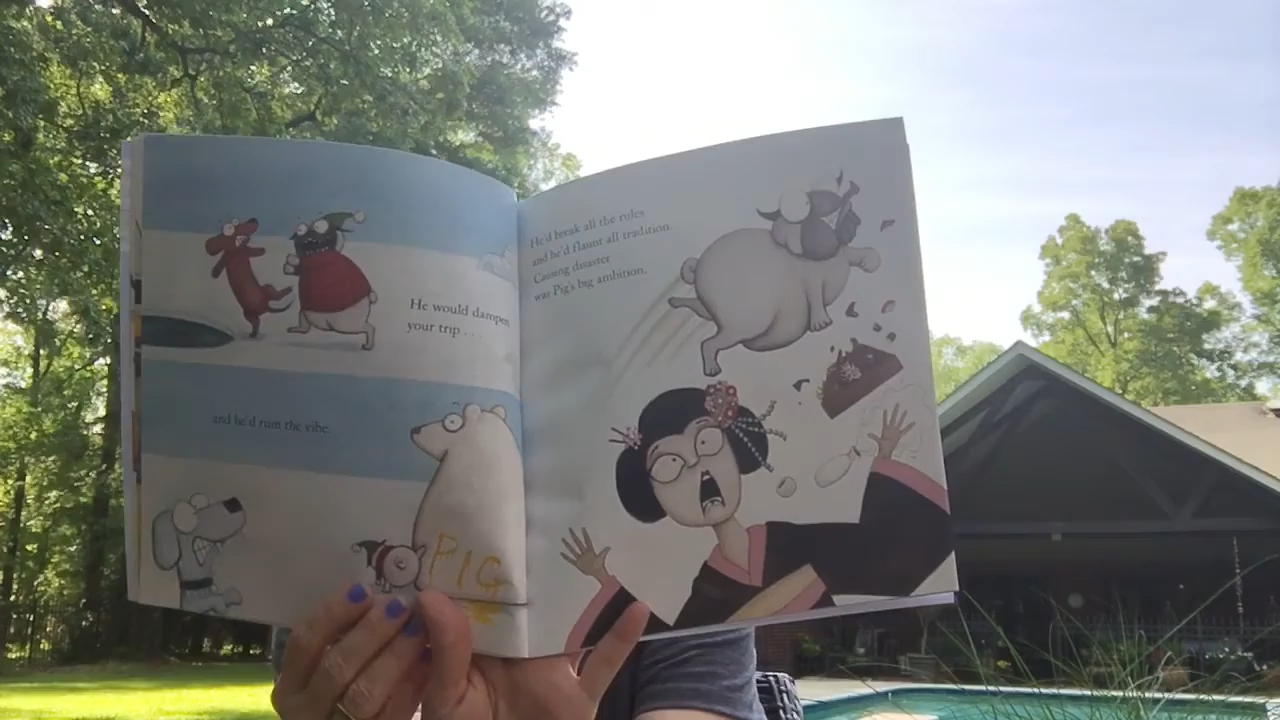 He would dampen
your trip . . .
and he'd ruin the vibe.
PIG
He'd break all the rules
and he'd flaunt all tradition.
Causing disaster
was Pig's big ambition.